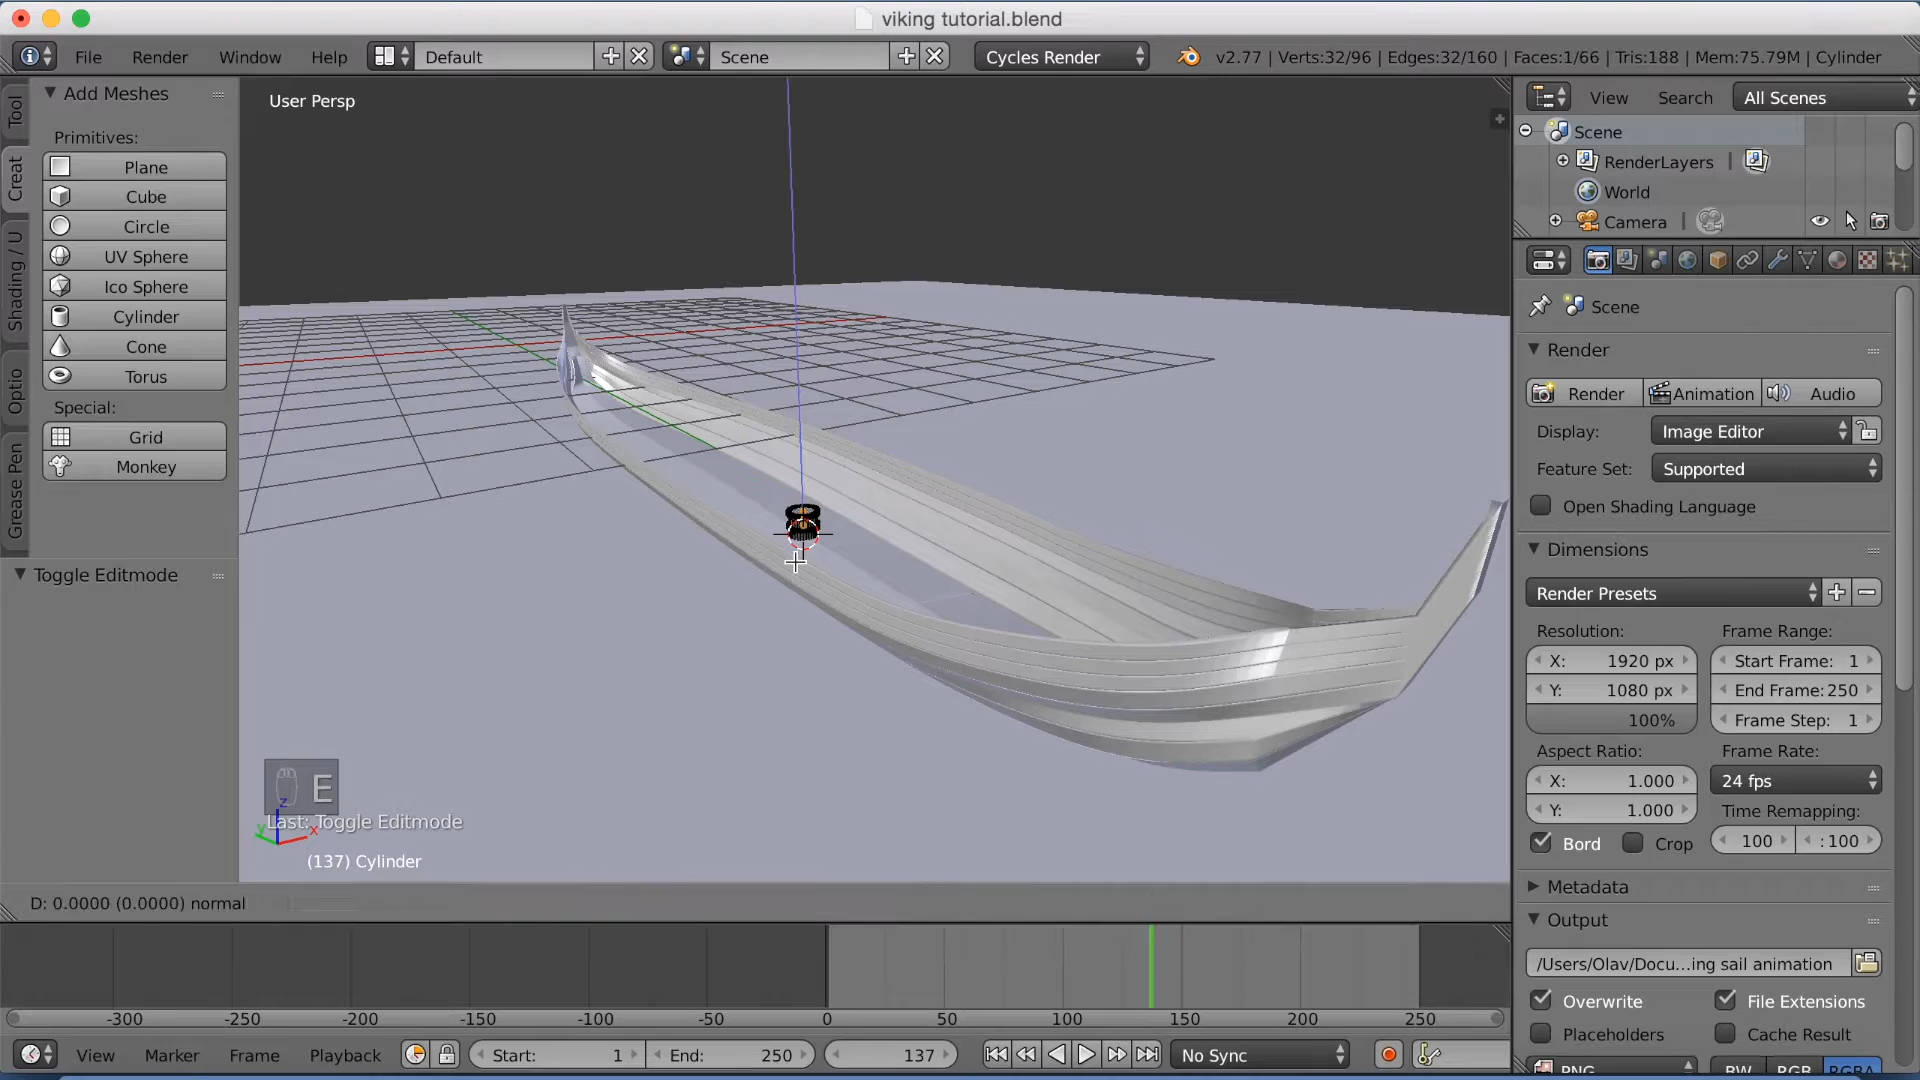 viking tutorial.blend
File Render Window Help Default Scene Cycles Render v2.77 | Verts:32/96 | Edges:32/160 | Faces:1/66 | Tris:188 | Mem:75.79M | Cylinder
Tool
Creat
Shading / U
Optio
Grease Pen
Add Meshes
Primitives:
Plane
Cube
Circle
UV Sphere
Ico Sphere
Cylinder
Cone
Torus
Special:
Grid
Monkey
Toggle Editmode
User Persp
E
z
y
x
Last: Toggle Editmode
(137) Cylinder
D: 0.0000 (0.0000) normal
View Search All Scenes
Scene
RenderLayers
World
Camera
Scene
Render
Render Animation Audio
Display: Image Editor
Feature Set: Supported
Open Shading Language
Dimensions
Render Presets
Resolution: Frame Range:
X: 1920 px Start Frame: 1
Y: 1080 px End Frame: 250
100% Frame Step: 1
Aspect Ratio: Frame Rate:
X: 1.000 24 fps
Y: 1.000 Time Remapping:
Bord Crop 100 : 100
Metadata
Output
/Users/Olav/Docu...ing sail animation
Overwrite File Extensions
Placeholders Cache Result
PNG BW RGB RGBA
-300 -250 -200 -150 -100 -50 0 50 100 150 200 250
View Marker Frame Playback Start: 1 End: 250 137 No Sync